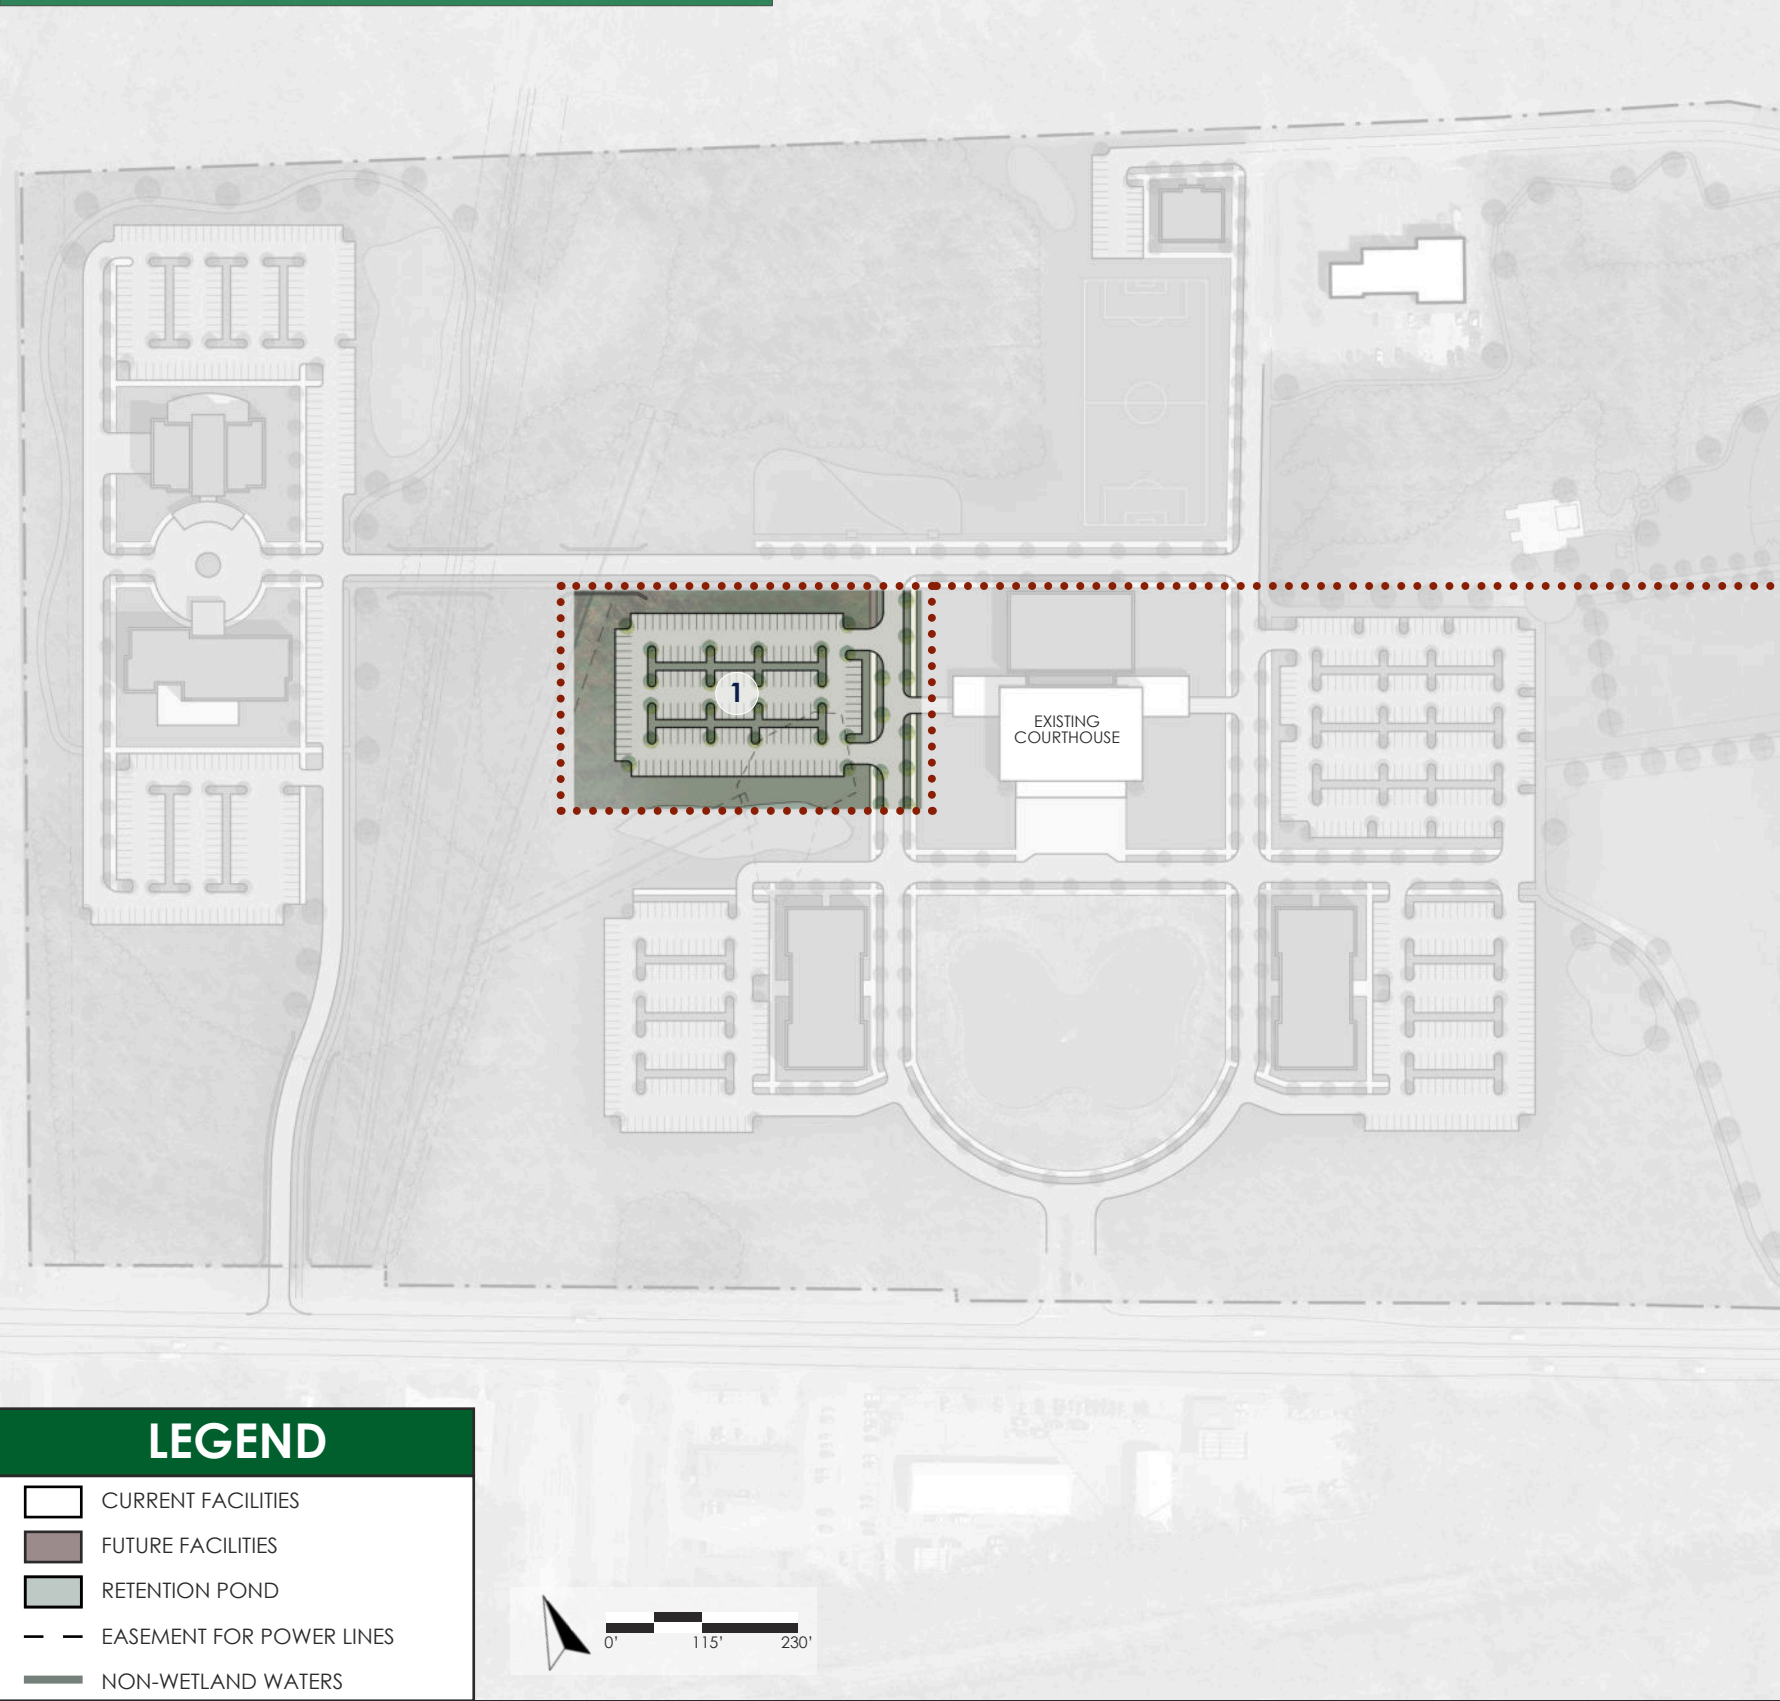 1
EXISTING
COURTHOUSE
LEGEND
CURRENT FACILITIES
FUTURE FACILITIES
RETENTION POND
EASEMENT FOR POWER LINES
NON-WETLAND WATERS
0' 115' 230'